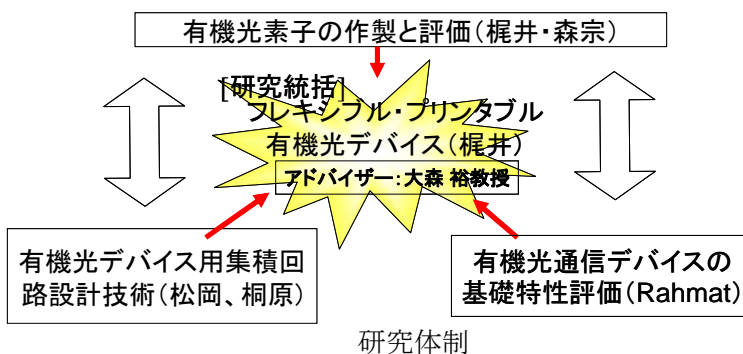 有機光素子の作製と評価（梶井・森宗）
[研究統括]
フレキシブル・プリンタブル
有機光デバイス（梶井）
アドバイザー：大森 裕教授
有機光デバイス用集積回
路設計技術（松岡、桐原）
有機光通信デバイスの
基礎特性評価（Rahmat）
研究体制